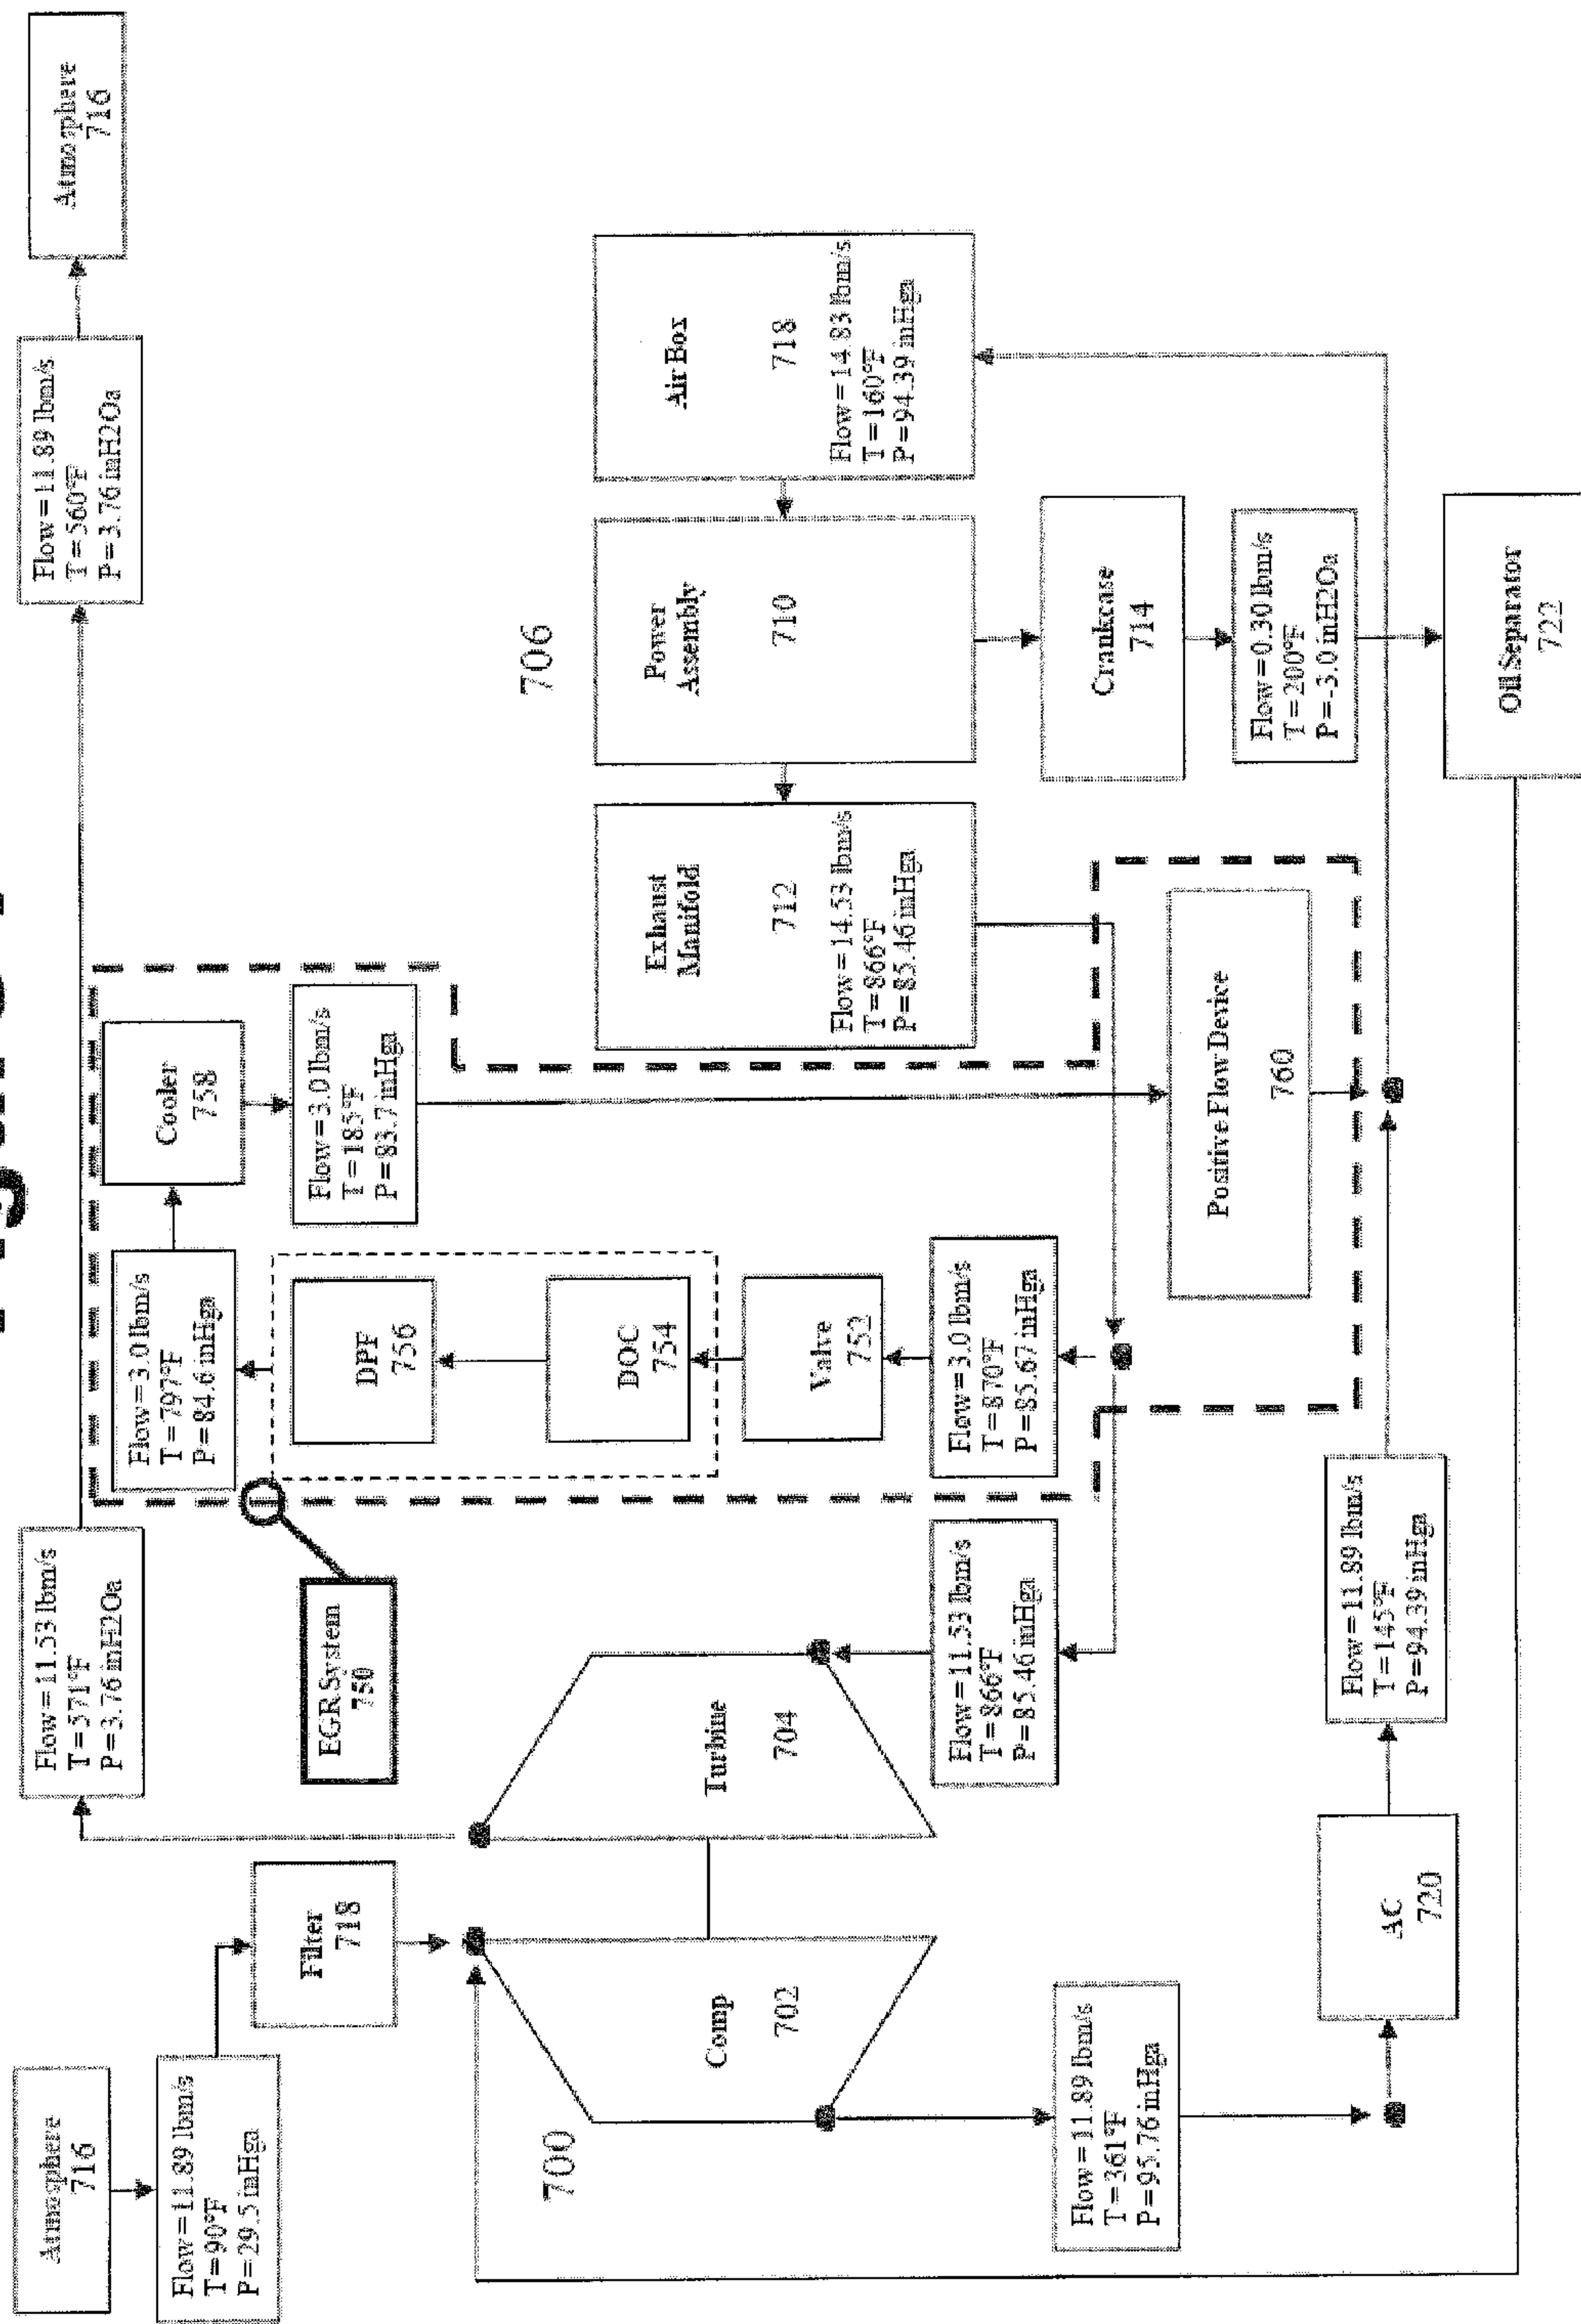 Atmosphere
716
Flow=11.89 lbm/s
T=90°F
P=29.5 inHga
Filter
718
700
Comp
702
Flow=11.89 lbm/s
T=361°F
P=95.76 inHga
AC
720
Flow=11.89 lbm/s
T=145°F
P=94.39 inHga
Turbine
704
Flow=11.53 lbm/s
T=571°F
P=3.76 inH2Oa
EGR System
750
Flow=11.53 lbm/s
T=866°F
P=85.46 inHga
Flow=3.0 lbm/s
T=797°F
P=84.6 inHga
DPF
756
DOC
754
Valve
752
Flow=3.0 lbm/s
T=870°F
P=85.67 inHga
Cooler
758
Flow=3.0 lbm/s
T=185°F
P=83.7 inHga
Positive Flow Device
760
706
Exhaust
Manifold
712
Flow=14.53 lbm/s
T=866°F
P=85.46 inHga
Power
Assembly
710
Air Box
718
Flow=14.83 lbm/s
T=160°F
P=94.39 inHga
Crankcase
714
Flow=0.30 lbm/s
T=200°F
P=-3.0 inH2Oa
Oil Separator
722
Flow=11.89 lbm/s
T=560°F
P=3.76 inH2Oa
Atmosphere
716